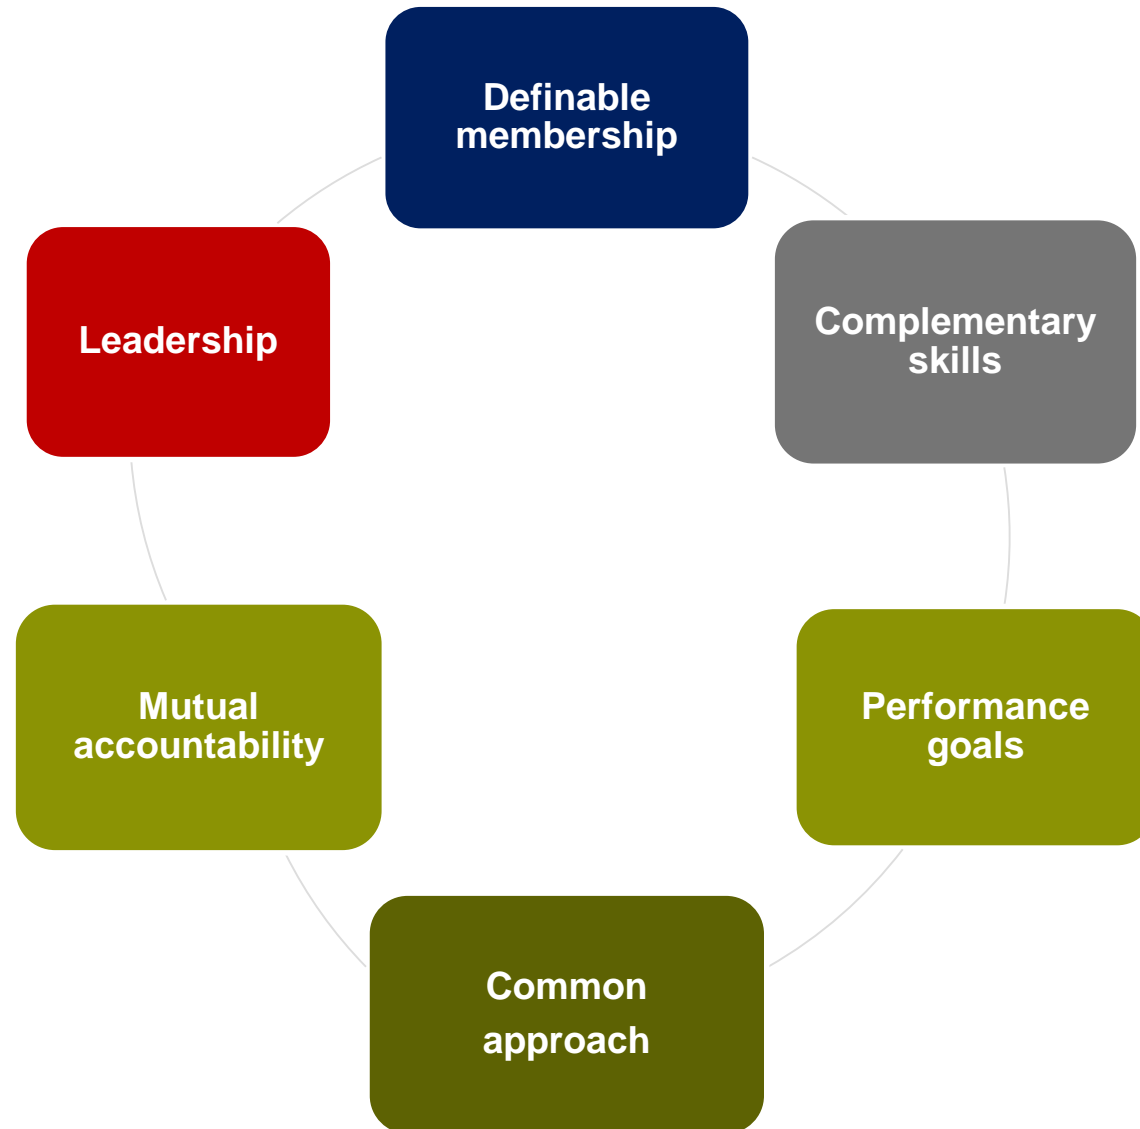 Definable
membership
Complementary
skills
Performance
goals
Common
approach
Mutual
accountability
Leadership